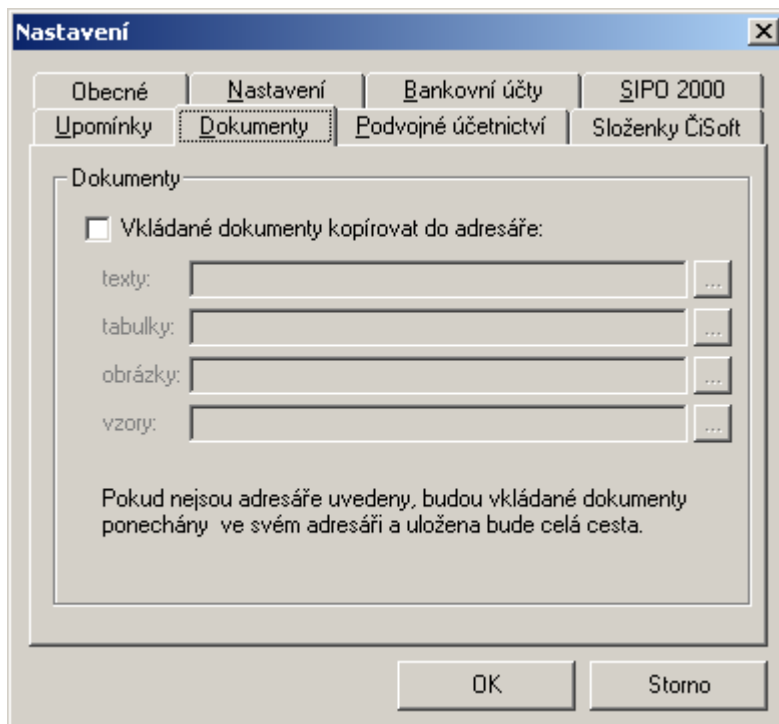 Nastavení
Obecné Nastavení Bankovní účty SIPO 2000
Upomínky Dokumenty Podvojné účetnictví Složenky ČiSoft
Dokumenty
Vkládané dokumenty kopírovat do adresáře:
texty: ...
tabulky: ...
obrázky: ...
vzory: ...
Pokud nejsou adresáře uvedeny, budou vkládané dokumenty
ponechány ve svém adresáři a uložena bude celá cesta.
OK Storno